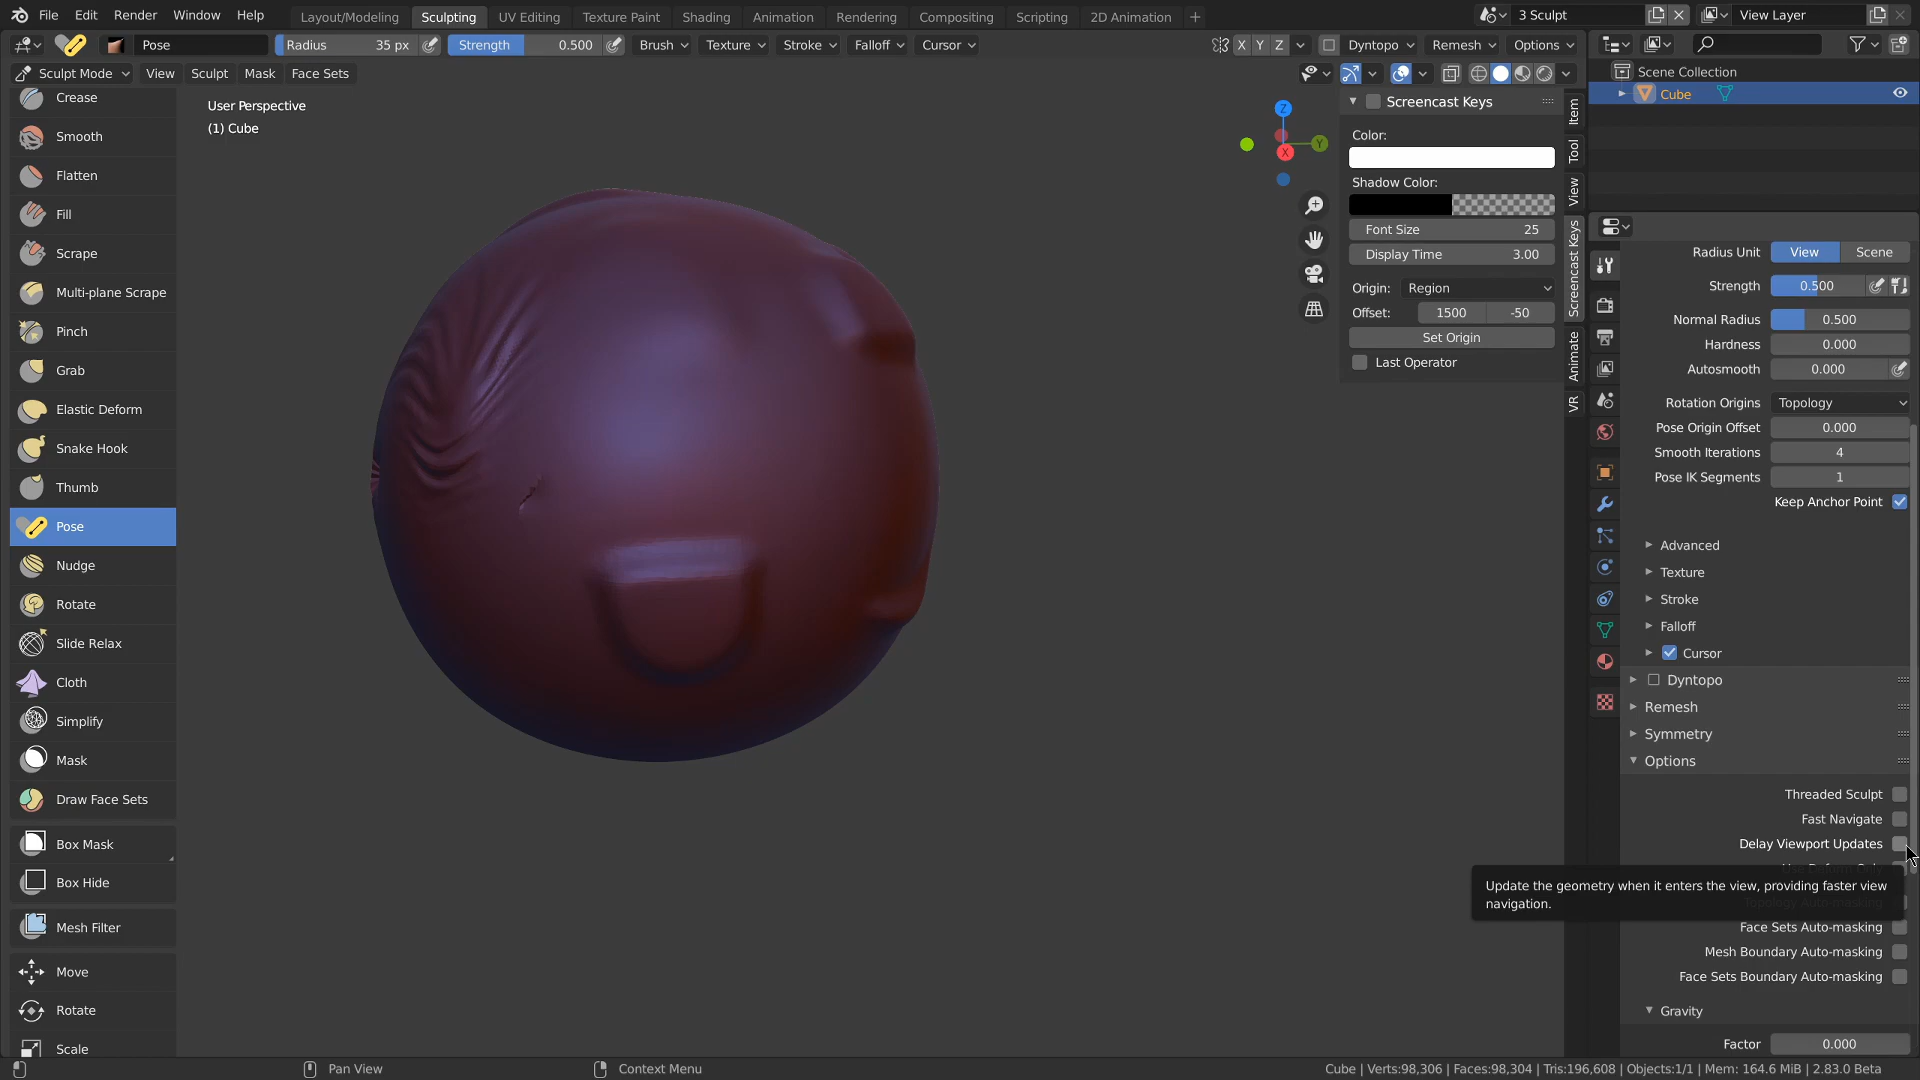 File Edit Render Window Help Layout/Modeling Sculpting UV Editing Texture Paint Shading Animation Rendering Compositing Scripting 2D Animation + 3 Sculpt View Layer
Pose Radius 35 px Strength 0.500 Brush Texture Stroke Falloff Cursor X Y Z Dyntopo Remesh Options
Sculpt Mode View Sculpt Mask Face Sets
Crease
Smooth
Flatten
Fill
Scrape
Multi-plane Scrape
Pinch
Grab
Elastic Deform
Snake Hook
Thumb
Pose
Nudge
Rotate
Slide Relax
Cloth
Simplify
Mask
Draw Face Sets
Box Mask
Box Hide
Mesh Filter
Move
Rotate
Scale
User Perspective
(1) Cube
Z
Y
X
Screencast Keys
Color:
Shadow Color:
Font Size 25
Display Time 3.00
Origin: Region
Offset: 1500 -50
Set Origin
Last Operator
Item
Tool
View
Screencast Keys
Animate
VR
Scene Collection
Cube
Radius Unit View Scene
Strength 0.500
Normal Radius 0.500
Hardness 0.000
Autosmooth 0.000
Rotation Origins Topology
Pose Origin Offset 0.000
Smooth Iterations 4
Pose IK Segments 1
Keep Anchor Point
Advanced
Texture
Stroke
Falloff
Cursor
Dyntopo
Remesh
Symmetry
Options
Threaded Sculpt
Fast Navigate
Delay Viewport Updates
Use Deform Only
Update the geometry when it enters the view, providing faster view
navigation.
Topology Auto-masking
Face Sets Auto-masking
Mesh Boundary Auto-masking
Face Sets Boundary Auto-masking
Gravity
Factor 0.000
Pan View Context Menu Cube | Verts:98,306 | Faces:98,304 | Tris:196,608 | Objects:1/1 | Mem: 164.6 MiB | 2.83.0 Beta